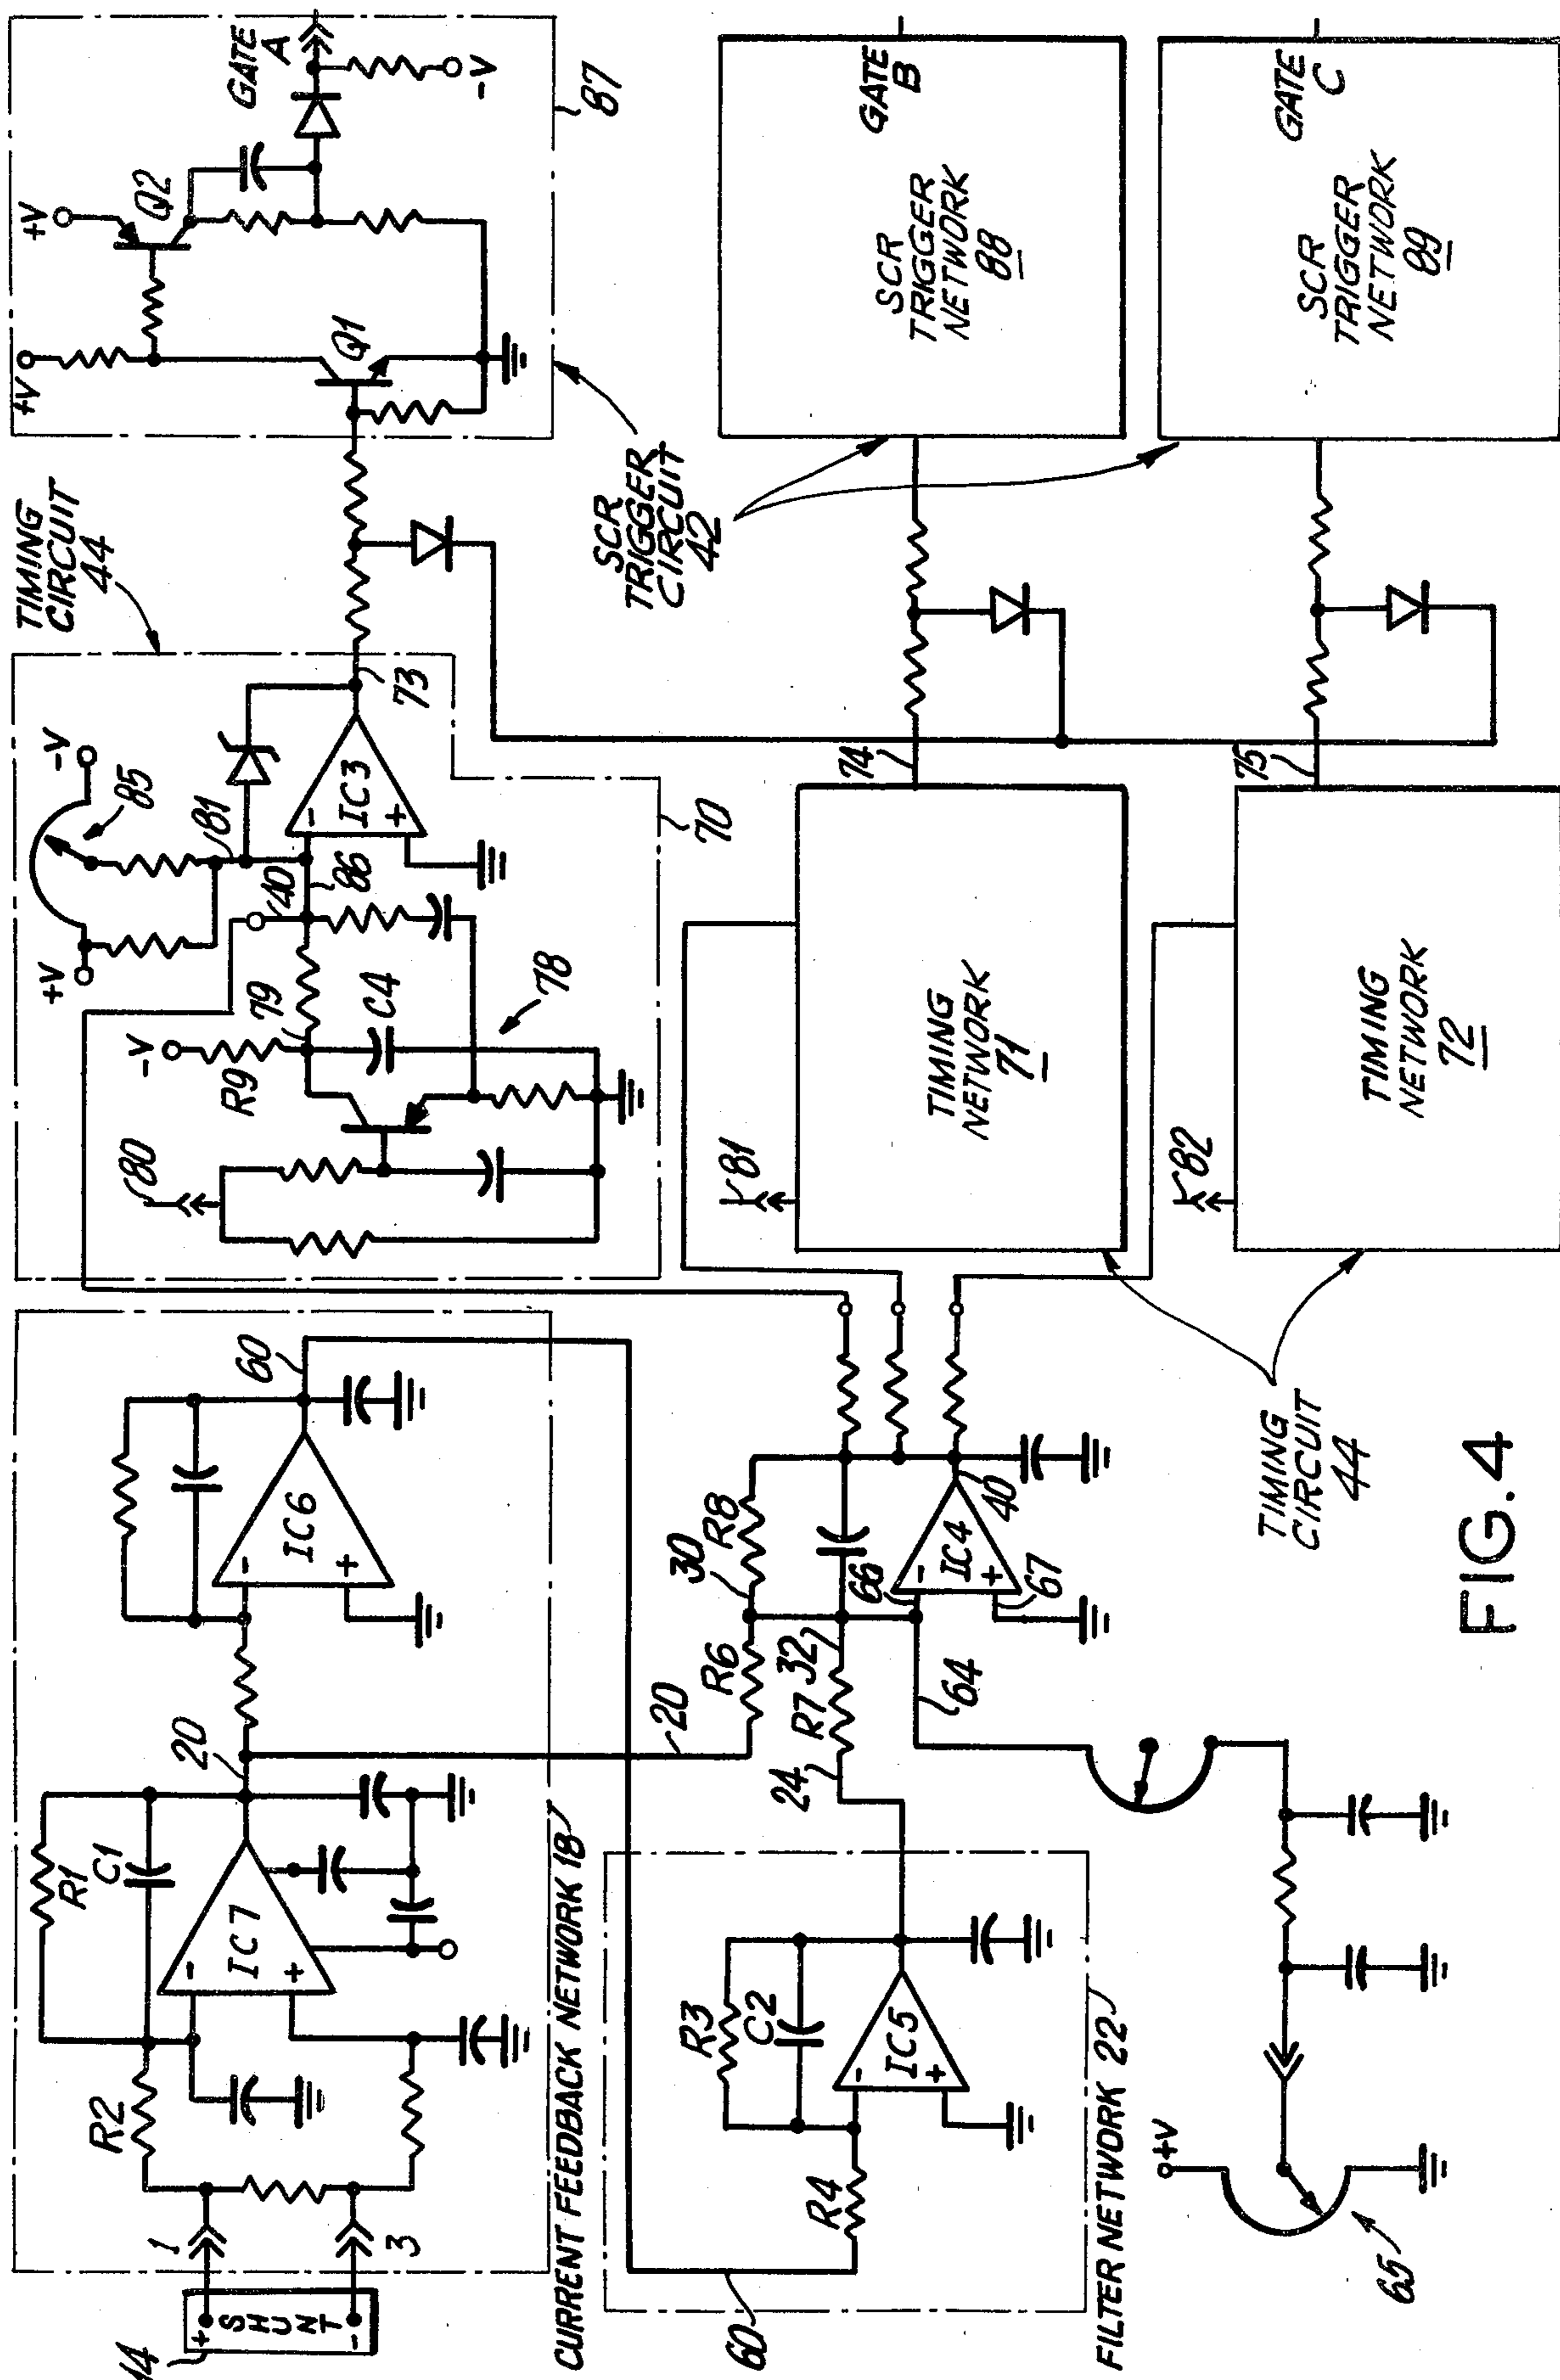 +
SHUNT
-
1
3
R2
R1
C1
-
IC7
+
20
-
IC6
+
60
CURRENT FEEDBACK NETWORK 18
+V
-V
85
81
TIMING
CIRCUIT
44
-V
R9
79
40
86
-
IC3
+
73
80
C4
78
70
+V
+V
Q2
Q1
GATE
A
-V
87
SCR
TRIGGER
CIRCUIT
42
60
R4
R3
C2
-
IC5
+
FILTER NETWORK 22
24
R7
32
20
R6
30
R8
66
-
IC4
+
40
67
64
+V
65
81
TIMING
NETWORK
71
74
SCR
TRIGGER
NETWORK
88
GATE
B
82
TIMING
NETWORK
72
75
SCR
TRIGGER
NETWORK
89
GATE
C
TIMING
CIRCUIT
44
FIG. 4